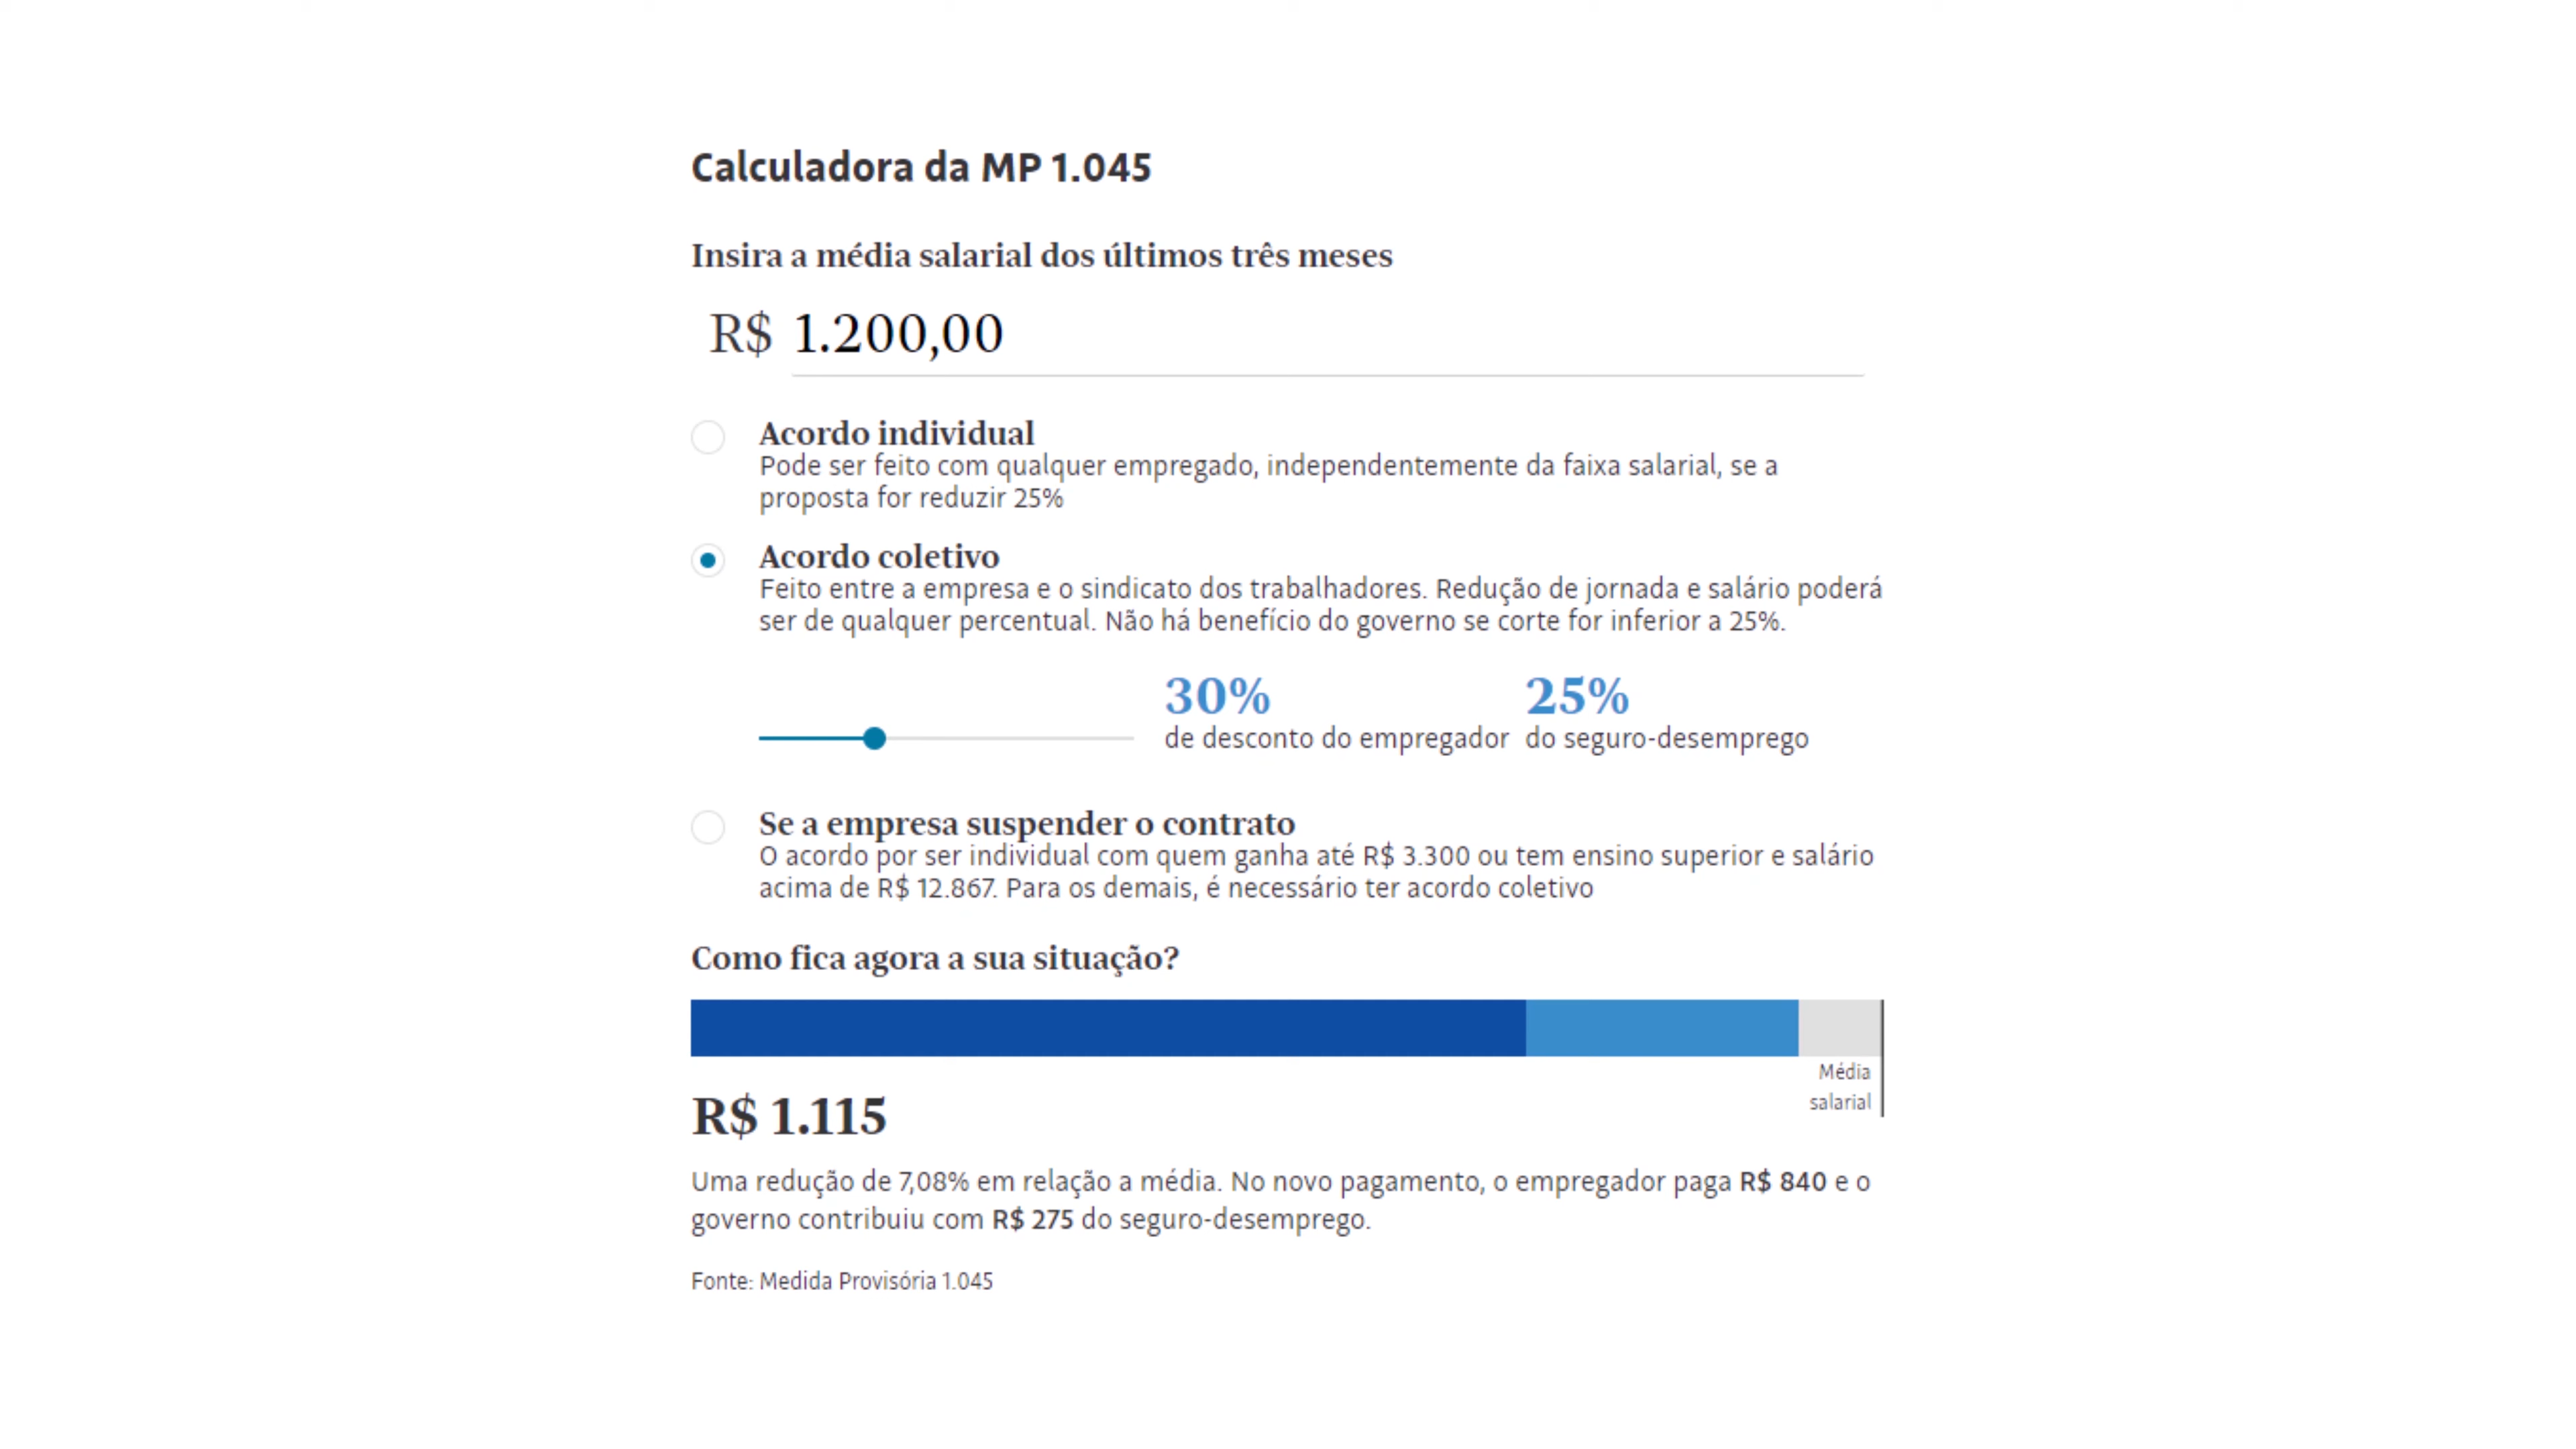 Calculadora da MP 1.045
Insira a média salarial dos últimos três meses
R$ 1.200,00
Acordo individual
Pode ser feito com qualquer empregado, independentemente da faixa salarial, se a
proposta for reduzir 25%
Acordo coletivo
Feito entre a empresa e o sindicato dos trabalhadores. Redução de jornada e salário poderá
ser de qualquer percentual. Não há benefício do governo se corte for inferior a 25%.
30% 25%
de desconto do empregador do seguro-desemprego
Se a empresa suspender o contrato
O acordo por ser individual com quem ganha até R$ 3.300 ou tem ensino superior e salário
acima de R$ 12.867. Para os demais, é necessário ter acordo coletivo
Como fica agora a sua situação?
Média
salarial
R$ 1.115
Uma redução de 7,08% em relação a média. No novo pagamento, o empregador paga R$ 840 e o
governo contribuiu com R$ 275 do seguro-desemprego.
Fonte: Medida Provisória 1.045